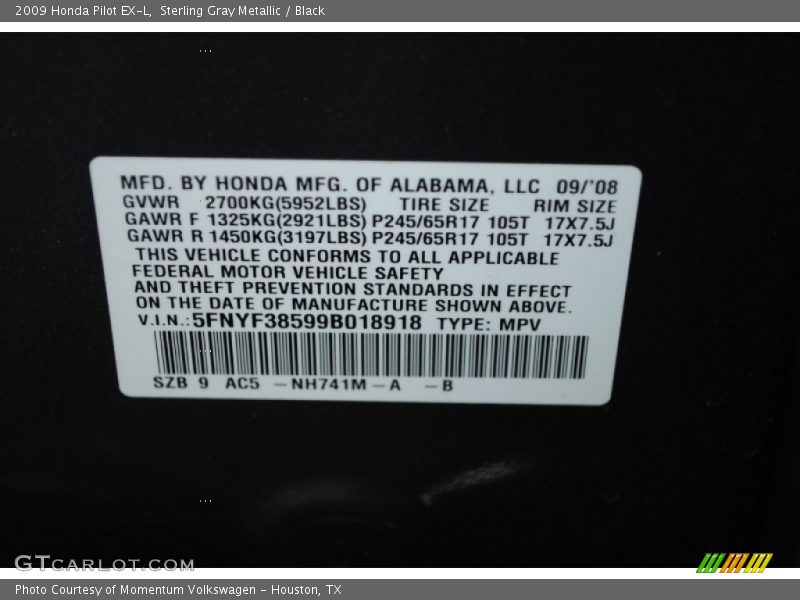 2009 Honda Pilot EX-L, Sterling Gray Metallic / Black
MFD. BY HONDA MFG. OF ALABAMA, LLC 09/'08
GVWR 2700KG(5952LBS) TIRE SIZE RIM SIZE
GAWR F 1325KG(2921LBS) P245/65R17 105T 17X7.5J
GAWR R 1450KG(3197LBS) P245/65R17 105T 17X7.5J
THIS VEHICLE CONFORMS TO ALL APPLICABLE
FEDERAL MOTOR VEHICLE SAFETY
AND THEFT PREVENTION STANDARDS IN EFFECT
ON THE DATE OF MANUFACTURE SHOWN ABOVE.
V.I.N.:5FNYF38599B018918 TYPE: MPV
SZB 9 AC5 -NH741M-A -B
GTCARLOT.COM
Photo Courtesy of Momentum Volkswagen - Houston, TX